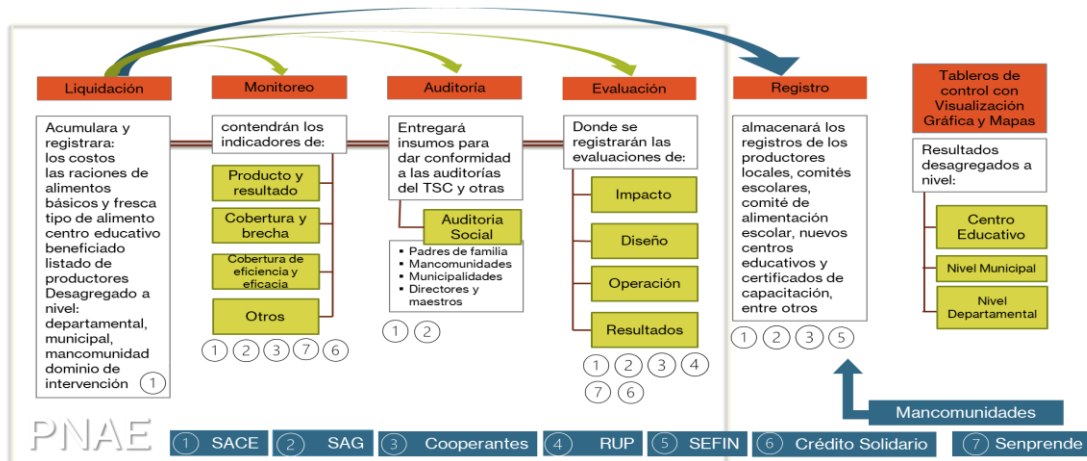 Liquidación
Acumulara y
registrara:
los costos
las raciones de
alimentos
básicos y fresca
tipo de alimento
centro educativo
beneficiado
listado de
productores
Desagregado a
nivel:
departamental,
municipal,
mancomunidad
dominio de
intervención
1
Monitoreo
contendrán los
indicadores de:
Producto y
resultado
Cobertura y
brecha
Cobertura de
eficiencia y
eficacia
Otros
1 2 3 7 6
Auditoría
Entregará
insumos para
dar conformidad
a las auditorías
del TSC y otras
Auditoria
Social
▪ Padres de familia
▪ Mancomunidades
▪ Municipalidades
▪ Directores y
maestros
1 2
Evaluación
Donde se
registrarán las
evaluaciones de:
Impacto
Diseño
Operación
Resultados
1 2 3 4
7 6
Registro
almacenará los
registros de los
productores
locales, comités
escolares,
comité de
alimentación
escolar, nuevos
centros
educativos y
certificados de
capacitación,
entre otros
1 2 3 5
Tableros de
control con
Visualización
Gráfica y Mapas
Resultados
desagregados a
nivel:
Centro
Educativo
Nivel Municipal
Nivel
Departamental
Mancomunidades
PNAE
1 SACE 2 SAG 3 Cooperantes 4 RUP 5 SEFIN 6 Crédito Solidario 7 Senprende